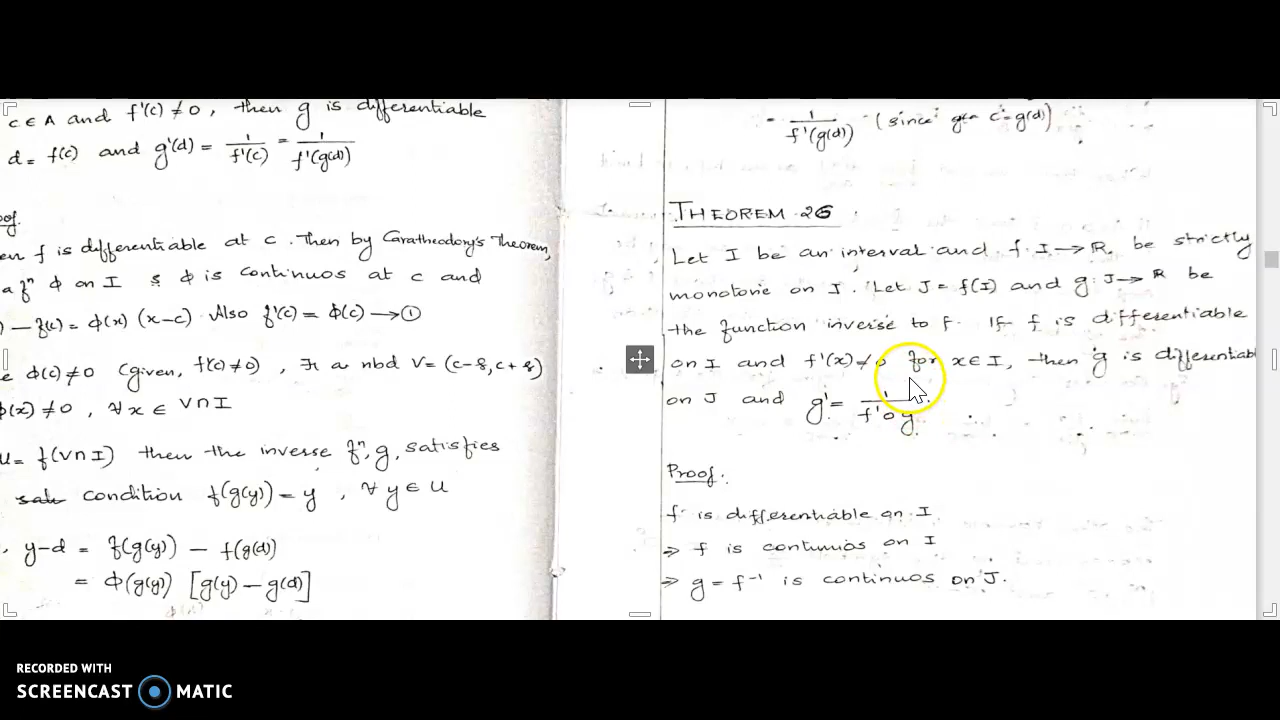 c ∈ A and f'(c) ≠ 0, then g is differentiable
d = f(c) and g'(d) = 1/f'(c) = 1/f'(g(d))
f is differentiable at c. Then by Caratheodory's Theorem,
a fⁿ ϕ on I ϕ is continuos at c and
- f(c) = ϕ(x) (x-c) Also f'(c) = ϕ(c) → ①
ϕ(c) ≠ 0 (given, f'(c) ≠ 0), ∃ a nbd V = (c-δ, c+δ)
ϕ(x) ≠ 0, ∀ x ∈ V∩I
U = f(V∩I) then the inverse fⁿ, g, satisfies
condition f(g(y)) = y, ∀ y ∈ U
y-d = f(g(y)) - f(g(d))
= ϕ(g(y)) [g(y) - g(d)]
= 1/f'(g(d)) (since c = g(d))
THEOREM 26
Let I be an interval and f: I → ℝ be strictly
monotone on I. Let J = f(I) and g: J → ℝ be
the function inverse to f. If f is differentiable
on I and f'(x) ≠ 0 for x ∈ I, then g is
on J and g' = 1/f'∘g
Proof.
f is differentiable on I
⇒ f is continuos on I
⇒ g = f⁻¹ is continuos on J.
RECORDED WITH
SCREENCAST MATIC